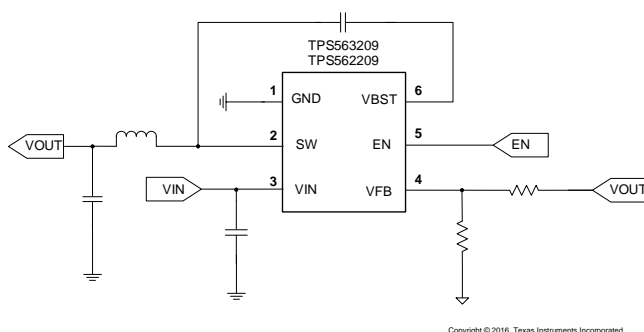 TPS563209
TPS562209
1
GND
VBST
6
VOUT
2
SW
EN
5
EN
VIN
3
VIN
VFB
4
VOUT
Copyright © 2016, Texas Instruments Incorporated